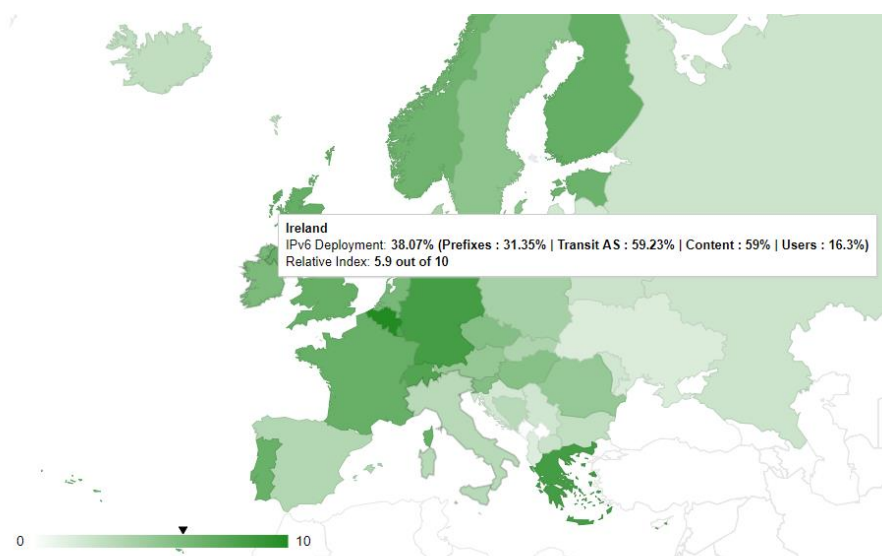 Ireland
IPv6 Deployment: 38.07% (Prefixes : 31.35% | Transit AS : 59.23% | Content : 59% | Users : 16.3%)
Relative Index: 5.9 out of 10
0 10